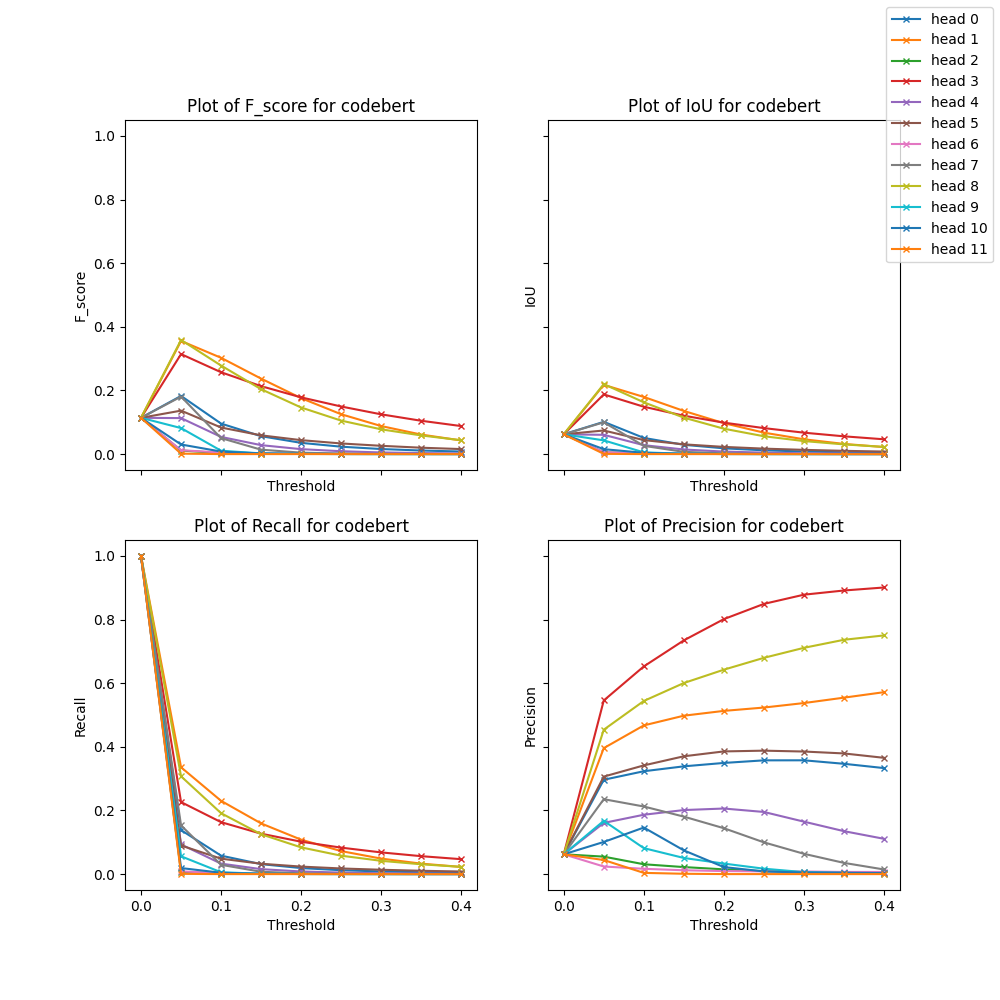 head 0
head 1
head 2
head 3
head 4
head 5
head 6
head 7
head 8
head 9
head 10
head 11
Plot of F_score for codebert
1.0
0.8
0.6
0.4
0.2
0.0
F_score
Threshold
Plot of IoU for codebert
IoU
Threshold
Plot of Recall for codebert
1.0
0.8
0.6
0.4
0.2
0.0
Recall
0.0 0.1 0.2 0.3 0.4
Threshold
Plot of Precision for codebert
Precision
0.0 0.1 0.2 0.3 0.4
Threshold